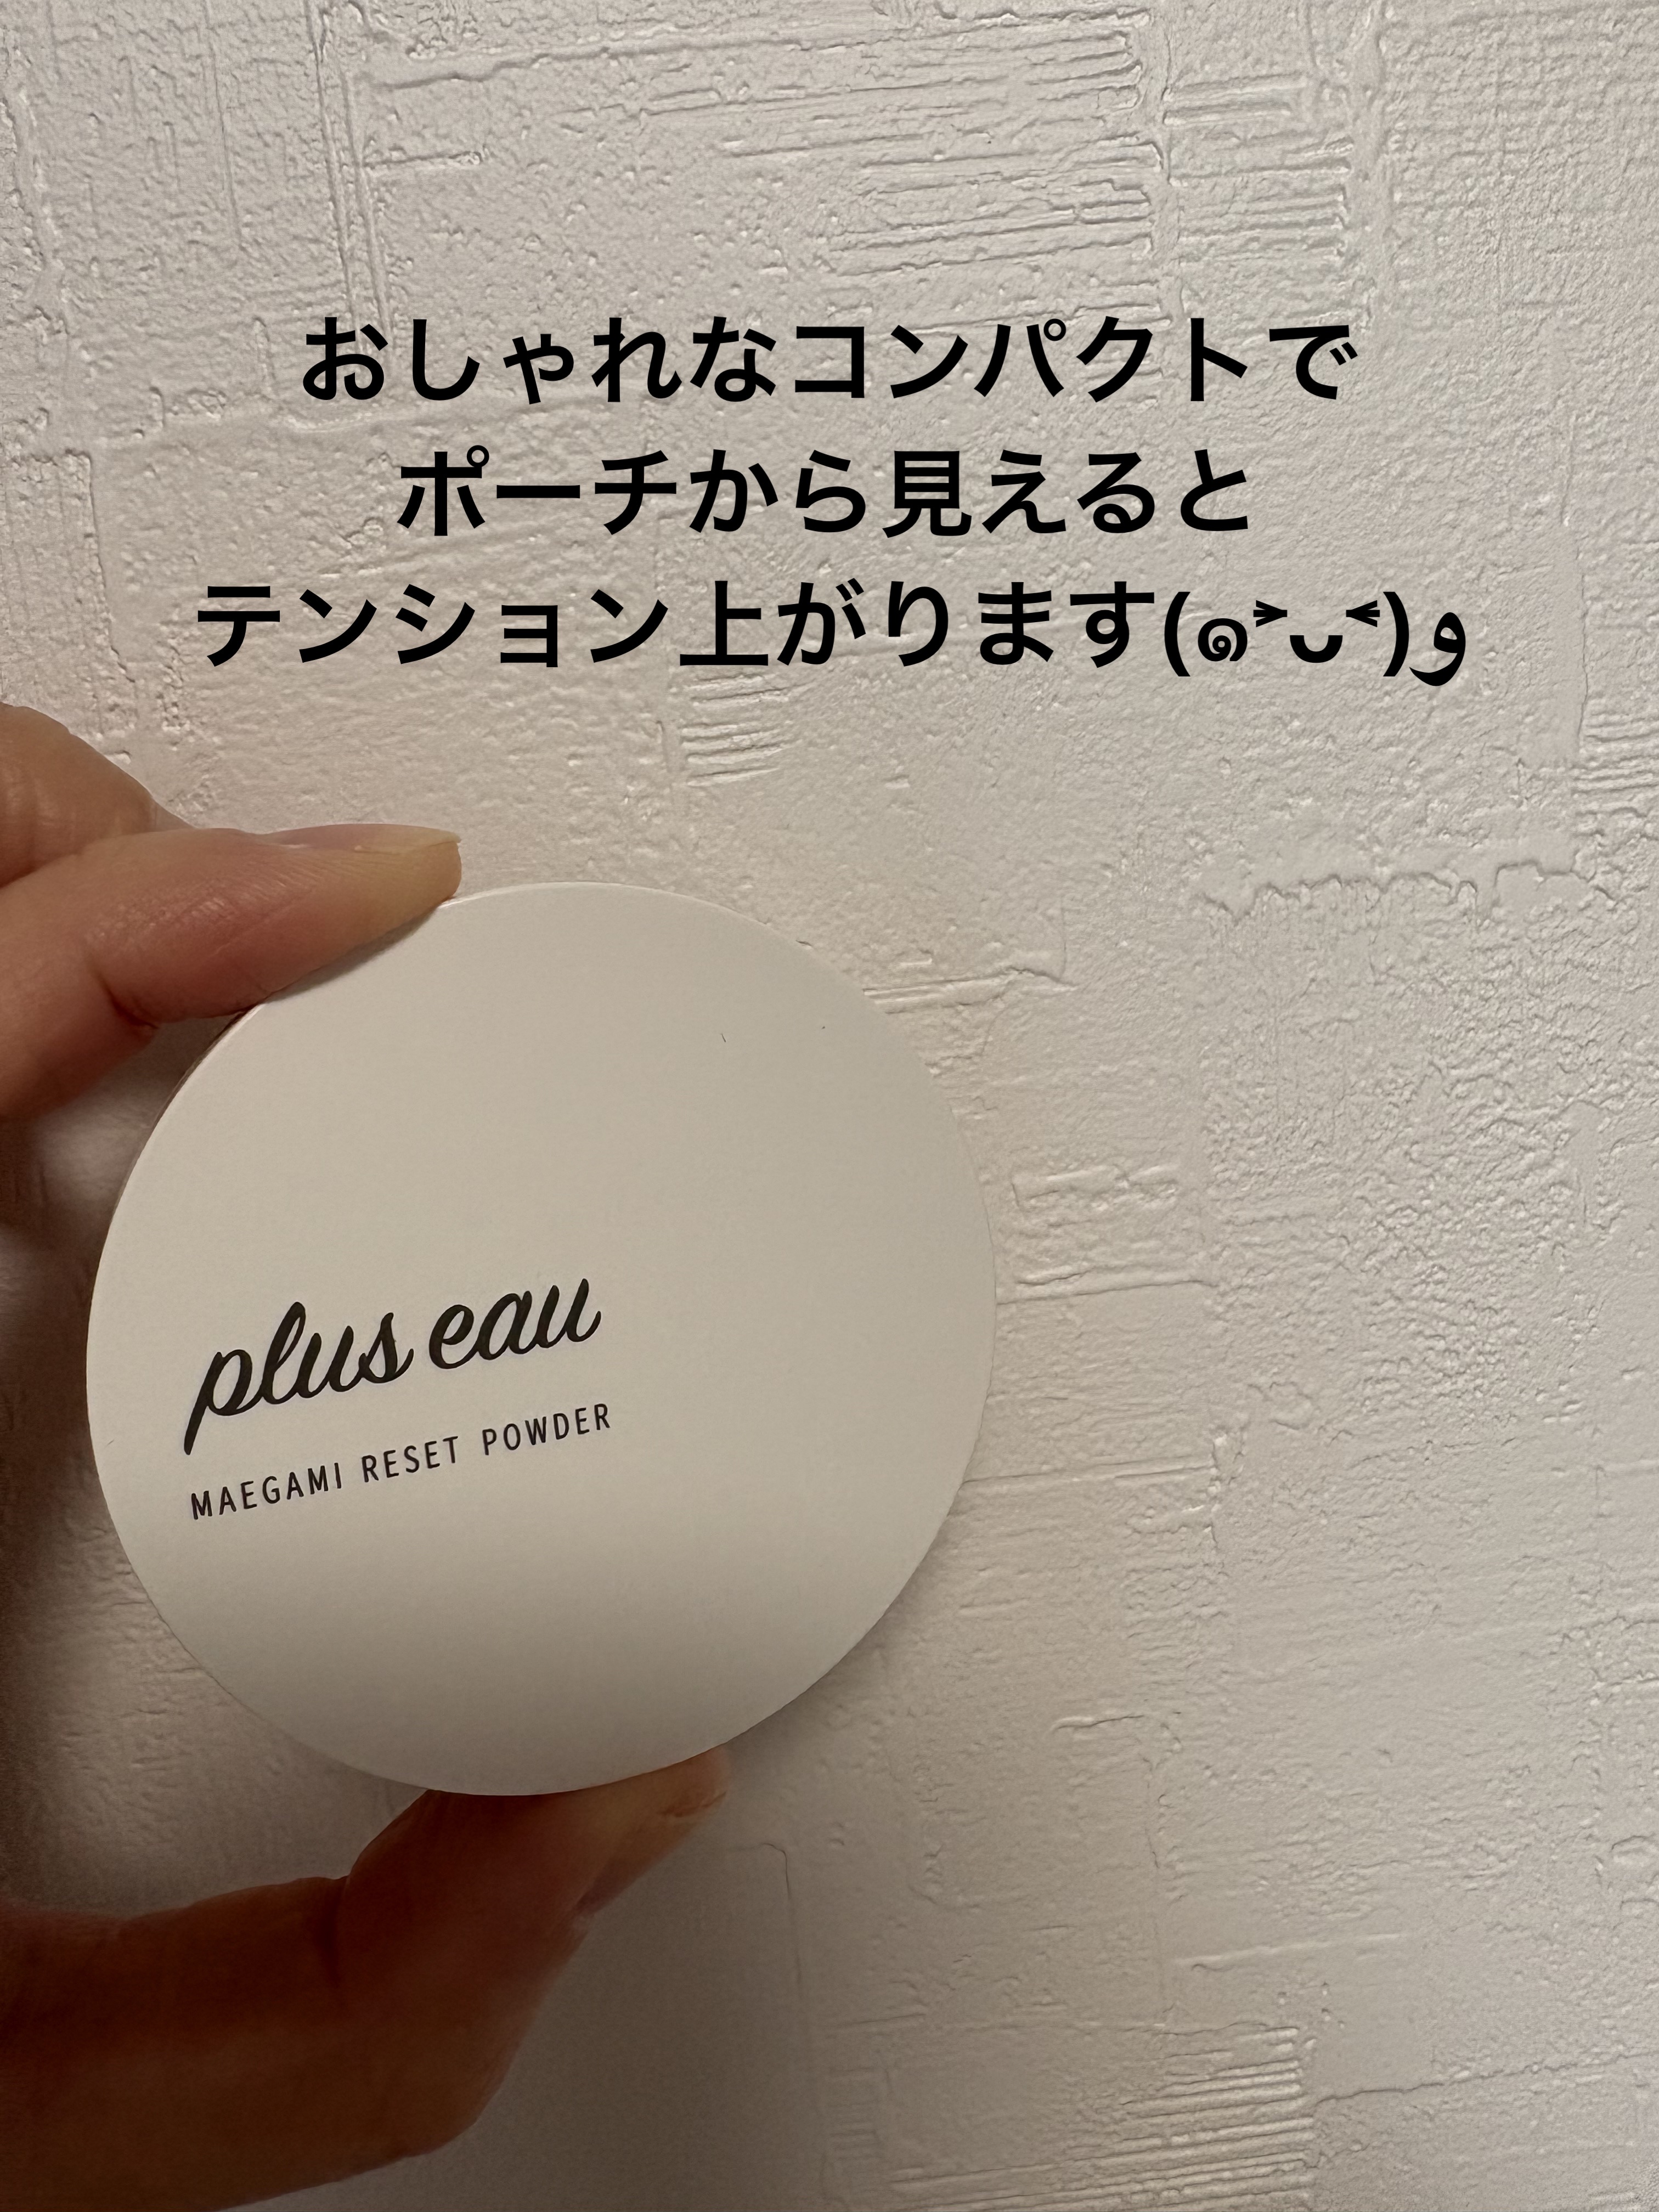 おしゃれなコンパクトで
ポーチから見えると
テンション上がります(๑˃ᴗ˂)ﻭ
plus eau
MAEGAMI RESET POWDER